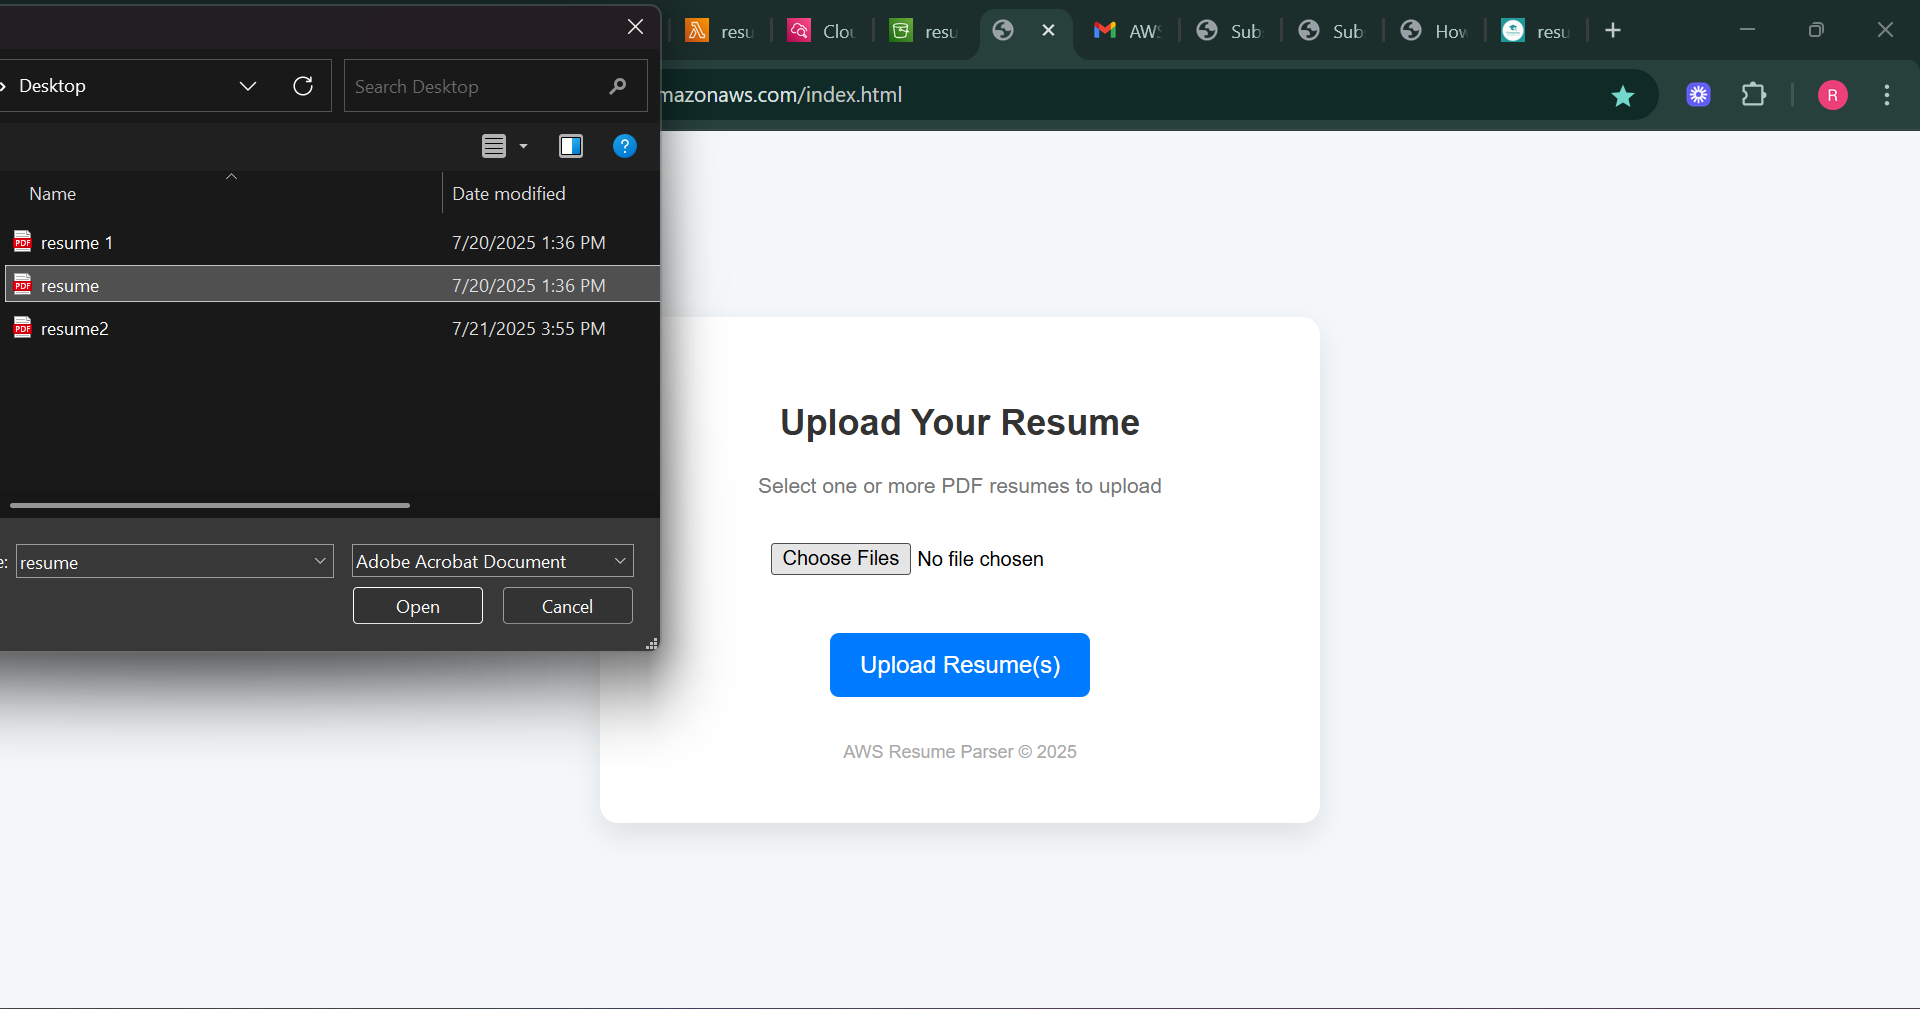 resu
Clou
resu
AWS
Sub
Sub
How
resu
Desktop
Search Desktop
mazonaws.com/index.html
R
?
Name
Date modified
PDF resume 1
7/20/2025 1:36 PM
PDF resume
7/20/2025 1:36 PM
PDF resume2
7/21/2025 3:55 PM
e:
resume
Adobe Acrobat Document
Open
Cancel
Upload Your Resume
Select one or more PDF resumes to upload
Choose Files No file chosen
Upload Resume(s)
AWS Resume Parser © 2025